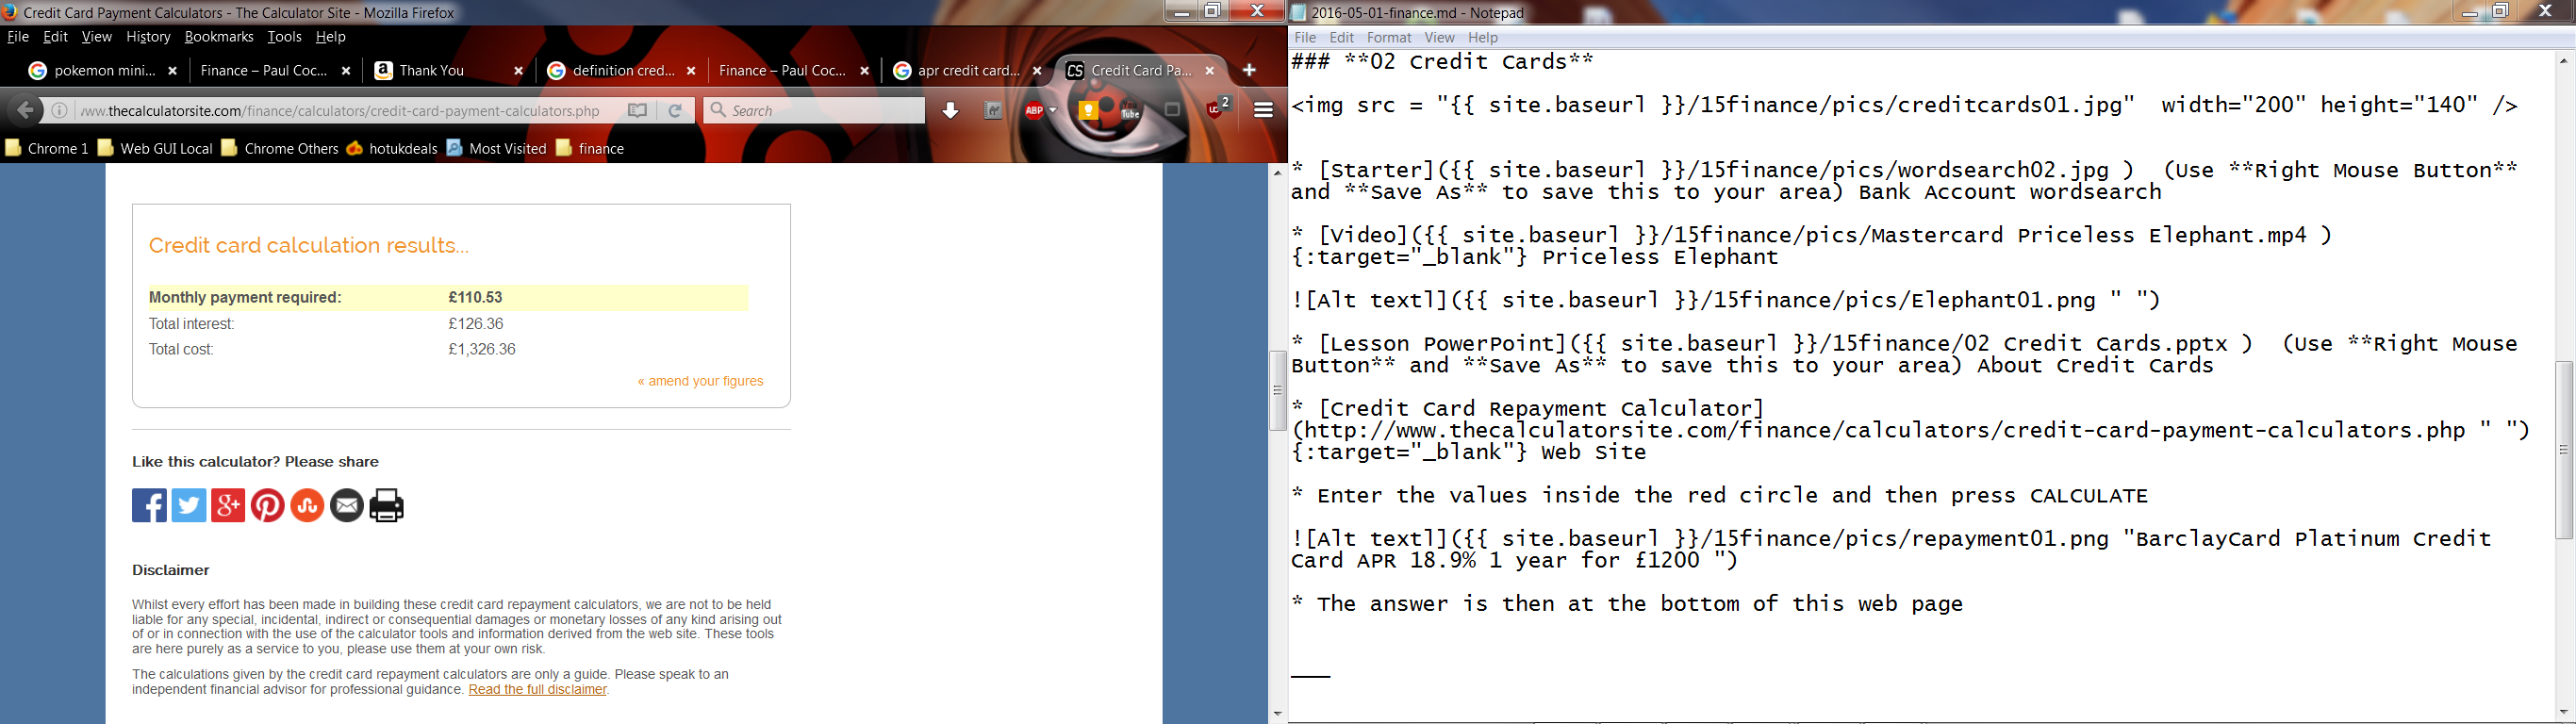 Credit Card Payment Calculators - The Calculator Site - Mozilla Firefox
File Edit View History Bookmarks Tools Help
pokemon mini... × Finance – Paul Coc... × Thank You × definition cred... × Finance – Paul Coc... × apr credit card... × Credit Card Pa... × +
www.thecalculatorsite.com/finance/calculators/credit-card-payment-calculators.php Search ABP You Tube 2
Chrome 1 Web GUI Local Chrome Others hotukdeals Most Visited finance
Credit card calculation results...
Monthly payment required: £110.53
Total interest: £126.36
Total cost: £1,326.36
« amend your figures
Like this calculator? Please share
Disclaimer
Whilst every effort has been made in building these credit card repayment calculators, we are not to be held
liable for any special, incidental, indirect or consequential damages or monetary losses of any kind arising out
of or in connection with the use of the calculator tools and information derived from the web site. These tools
are here purely as a service to you, please use them at your own risk.
The calculations given by the credit card repayment calculators are only a guide. Please speak to an
independent financial advisor for professional guidance. Read the full disclaimer.
2016-05-01-finance.md - Notepad
File Edit Format View Help
### **02 Credit Cards**
<img src = "{{ site.baseurl }}/15finance/pics/creditcards01.jpg"  width="200" height="140" />
* [Starter]({{ site.baseurl }}/15finance/pics/wordsearch02.jpg )  (Use **Right Mouse Button**
and **Save As** to save this to your area) Bank Account wordsearch
* [Video]({{ site.baseurl }}/15finance/pics/Mastercard Priceless Elephant.mp4 )
{:target="_blank"} Priceless Elephant
![Alt textl]({{ site.baseurl }}/15finance/pics/Elephant01.png " ")
* [Lesson PowerPoint]({{ site.baseurl }}/15finance/02 Credit Cards.pptx )  (Use **Right Mouse
Button** and **Save As** to save this to your area) About Credit Cards
* [Credit Card Repayment Calculator]
(http://www.thecalculatorsite.com/finance/calculators/credit-card-payment-calculators.php " ")
{:target="_blank"} Web Site
* Enter the values inside the red circle and then press CALCULATE
![Alt textl]({{ site.baseurl }}/15finance/pics/repayment01.png "BarclayCard Platinum Credit
Card APR 18.9% 1 year for £1200 ")
* The answer is then at the bottom of this web page
___